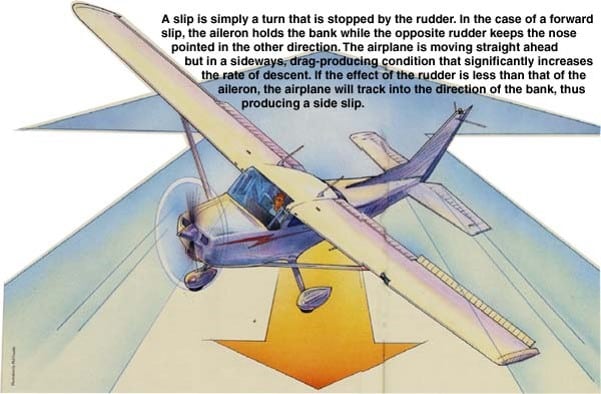 A slip is simply a turn that is stopped by the rudder. In the case of a forward
slip, the aileron holds the bank while the opposite rudder keeps the nose
pointed in the other direction. The airplane is moving straight ahead
but in a sideways, drag-producing condition that significantly increases
the rate of descent. If the effect of the rudder is less than that of the
aileron, the airplane will track into the direction of the bank, thus
producing a side slip.